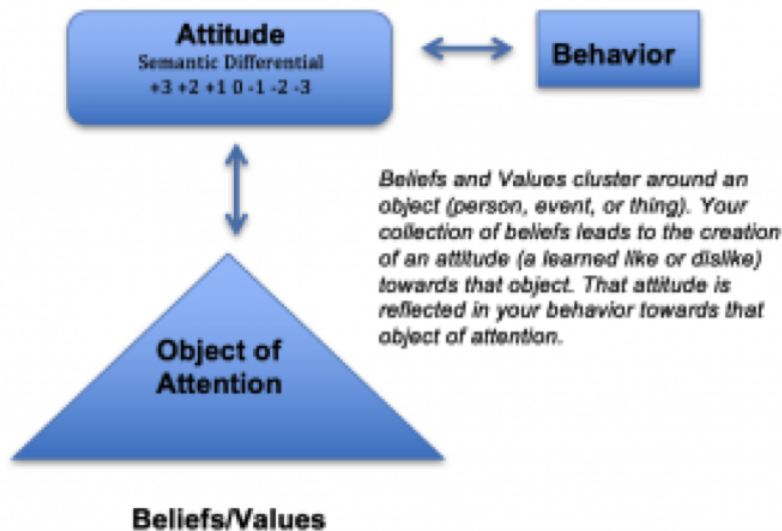 Attitude
Semantic Differential
+3 +2 +1 0 -1 -2 -3
Behavior
Beliefs and Values cluster around an
object (person, event, or thing). Your
collection of beliefs leads to the creation
of an attitude (a learned like or dislike)
towards that object. That attitude is
reflected in your behavior towards that
object of attention.
Object of
Attention
Beliefs/Values